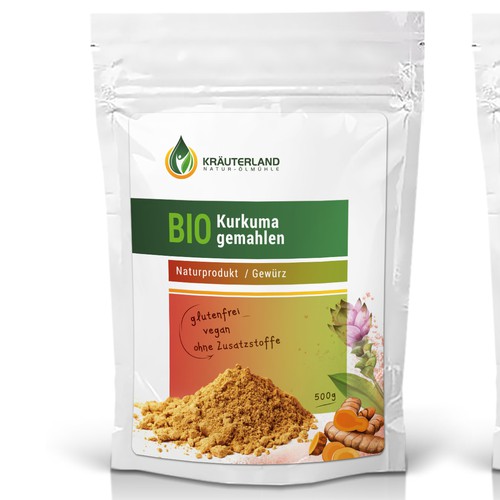 KRÄUTERLAND
NATUR-ÖLMÜHLE
BIO Kurkuma
gemahlen
Naturprodukt / Gewürz
glutenfrei
vegan
ohne Zusatzstoffe
500g